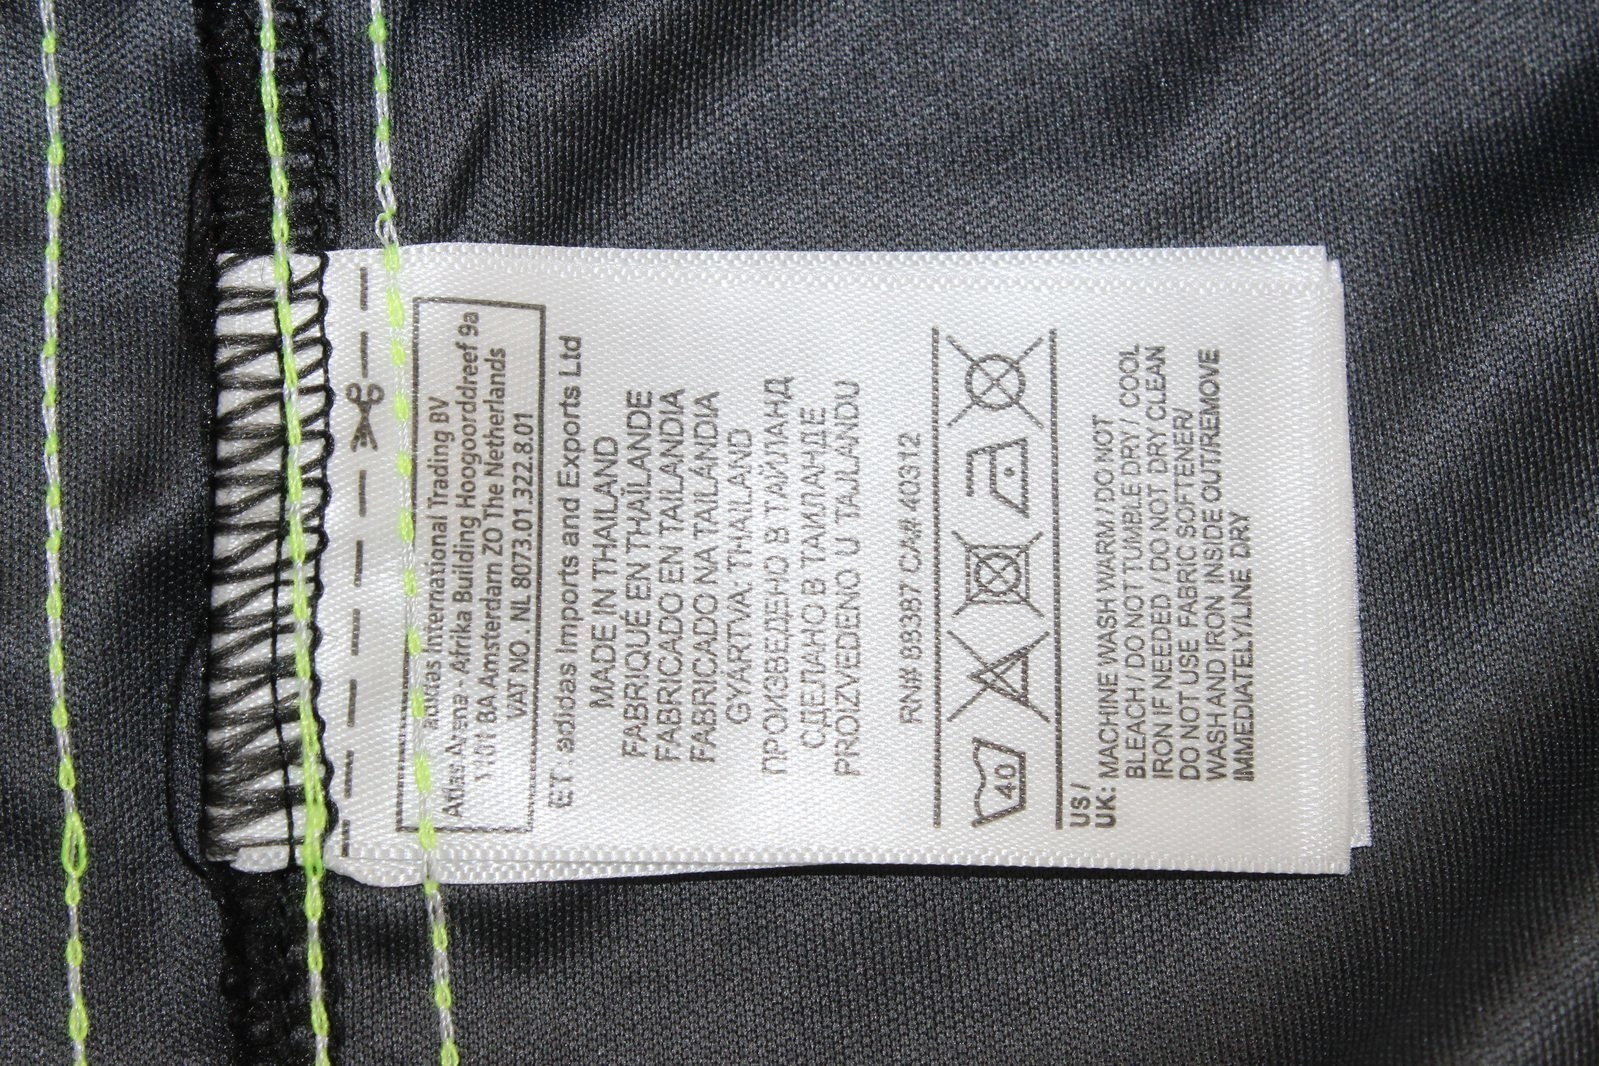 adidas International Trading BV
Atlas Arena - Afrika Building Hoogoorddreef 9a
1101 BA Amsterdam ZO The Netherlands
VAT NO. NL 8073.01.322.B.01
ET: adidas Imports and Exports Ltd
MADE IN THAILAND
FABRIQUÉ EN THAÏLANDE
FABRICADO EN TAILANDIA
FABRICADO NA TAILÂNDIA
GYÁRTVA: THAILAND
ПРОИЗВЕДЕНО В ТАЙЛАНД
СДЕЛАНО В ТАИЛАНДЕ
PROIZVEDENO U TAJLANDU
RN# 88387 CA# 40312
40
US /
UK: MACHINE WASH WARM / DO NOT
BLEACH / DO NOT TUMBLE DRY / COOL
IRON IF NEEDED / DO NOT DRY CLEAN
DO NOT USE FABRIC SOFTENER/
WASH AND IRON INSIDE OUT/REMOVE
IMMEDIATELY/LINE DRY